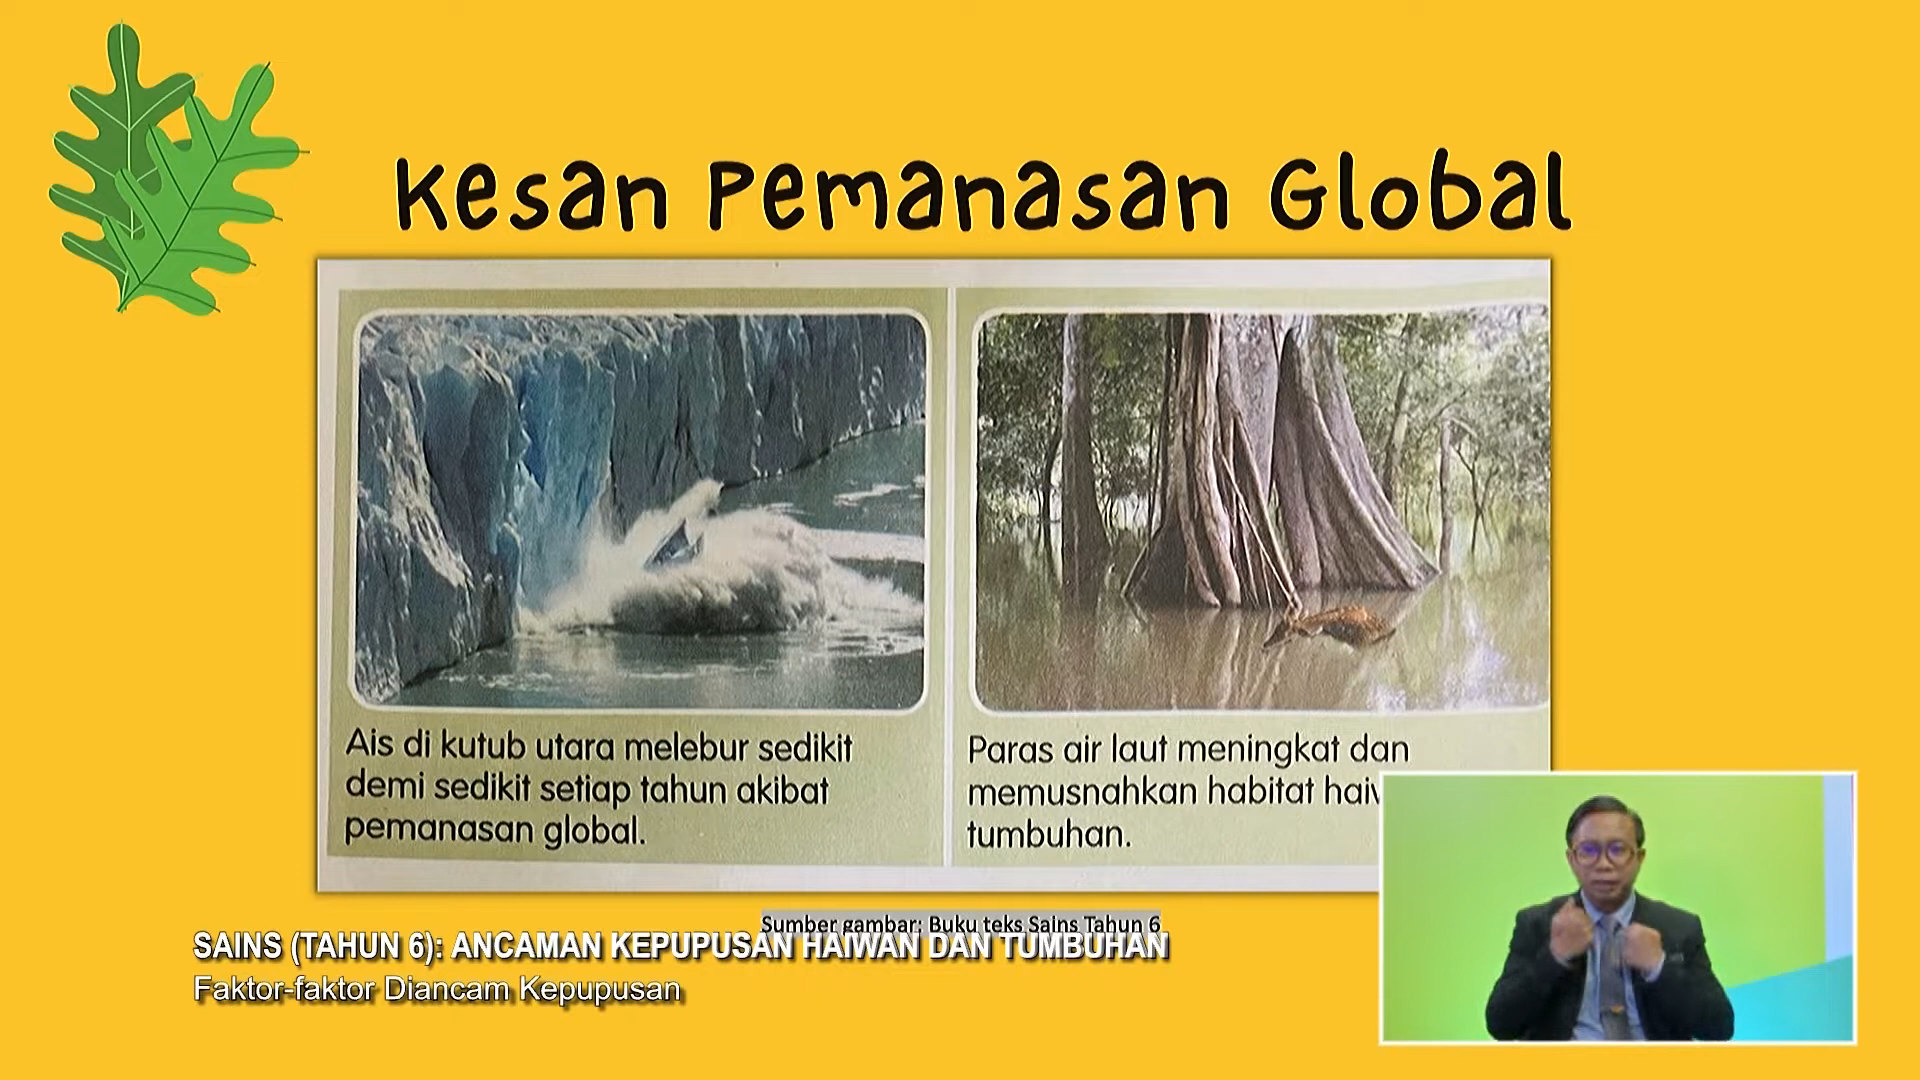 Kesan Pemanasan Global
Ais di kutub utara melebur sedikit
demi sedikit setiap tahun akibat
pemanasan global.
Paras air laut meningkat dan
memusnahkan habitat
tumbuhan.
Sumber gambar: Buku teks Sains Tahun 6
SAINS (TAHUN 6): ANCAMAN KEPUPUSAN HAIWAN DAN TUMBUHAN
Faktor-faktor Diancam Kepupusan